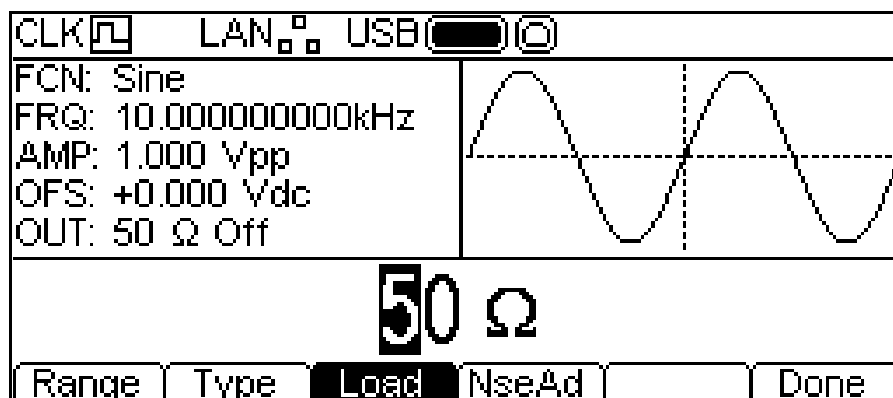 CLK LAN USB
FCN: Sine
FRQ: 10.000000000kHz
AMP: 1.000 Vpp
OFS: +0.000 Vdc
OUT: 50 Ω Off
50 Ω
Range Type Load NseAd Done